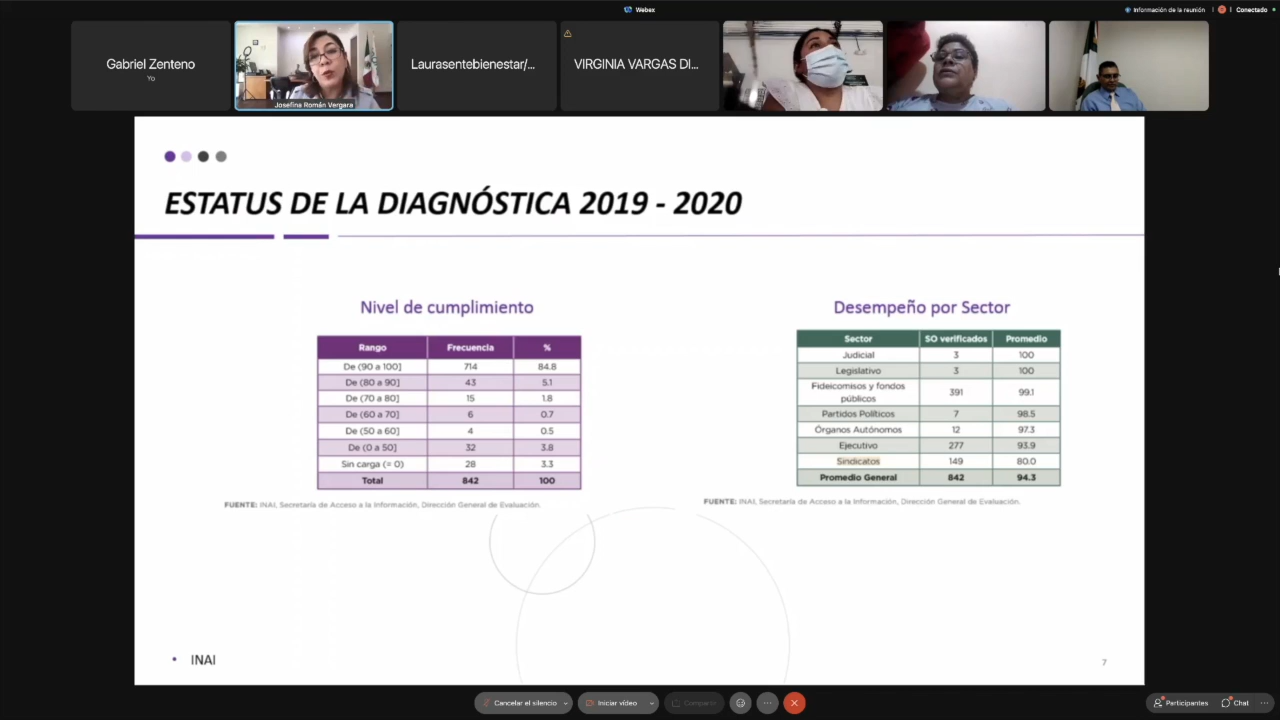 Webex
Información de la reunión
Conectado
Gabriel Zenteno
Yo
Josefina Román Vergara
Laurasentebienestar/...
VIRGINIA VARGAS DI...
ESTATUS DE LA DIAGNÓSTICA 2019 - 2020
Nivel de cumplimiento
Rango Frecuencia %
De (90 a 100] 714 84.8
De (80 a 90] 43 5.1
De (70 a 80] 15 1.8
De (60 a 70] 6 0.7
De (50 a 60] 4 0.5
De (0 a 50] 32 3.8
Sin carga (= 0) 28 3.3
Total 842 100
FUENTE: INAI, Secretaría de Acceso a la Información, Dirección General de Evaluación.
Desempeño por Sector
Sector SO verificados Promedio
Judicial 3 100
Legislativo 3 100
Fideicomisos y fondos
públicos 391 99.1
Partidos Políticos 7 98.5
Órganos Autónomos 12 97.3
Ejecutivo 277 93.9
Sindicatos 149 80.0
Promedio General 842 94.3
FUENTE: INAI, Secretaría de Acceso a la Información, Dirección General de Evaluación.
• INAI
7
Cancelar el silencio
Iniciar vídeo
Compartir
Participantes
Chat